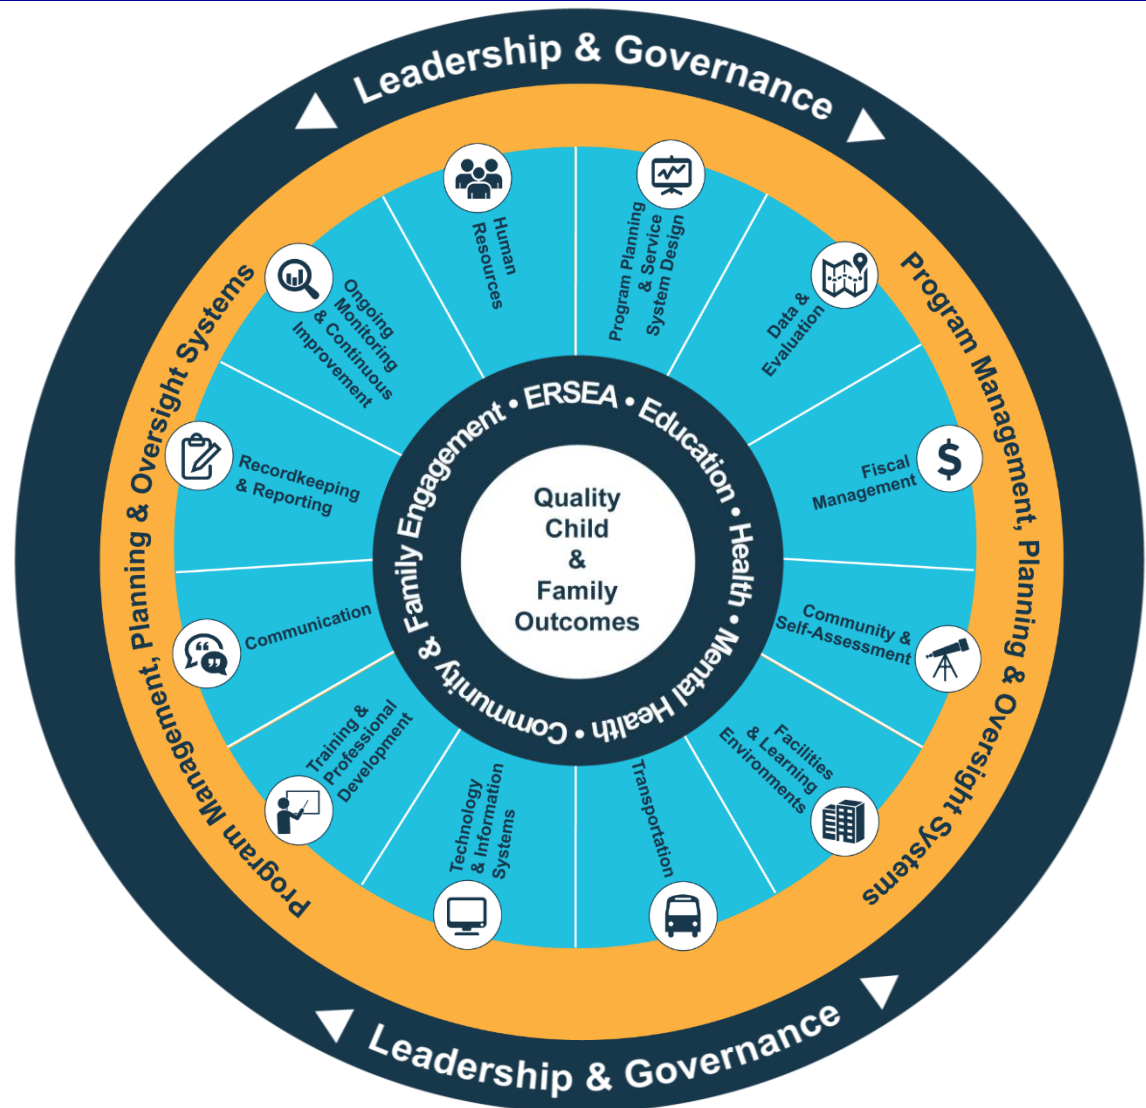 Leadership & Governance
Program Management, Planning & Oversight Systems
Program Management, Planning & Oversight Systems
Program Planning
& Service
System Design
Data &
Evaluation
$
Fiscal
Management
Community &
Self-Assessment
Facilities
& Learning
Environments
Transportation
Technology
& Information
Systems
Training &
Professional
Development
Communication
Recordkeeping
& Reporting
Ongoing
Monitoring
& Continuous
Improvement
Human
Resources
ERSEA • Education • Health • Mental Health • Community & Family Engagement •
Quality
Child
&
Family
Outcomes
Leadership & Governance